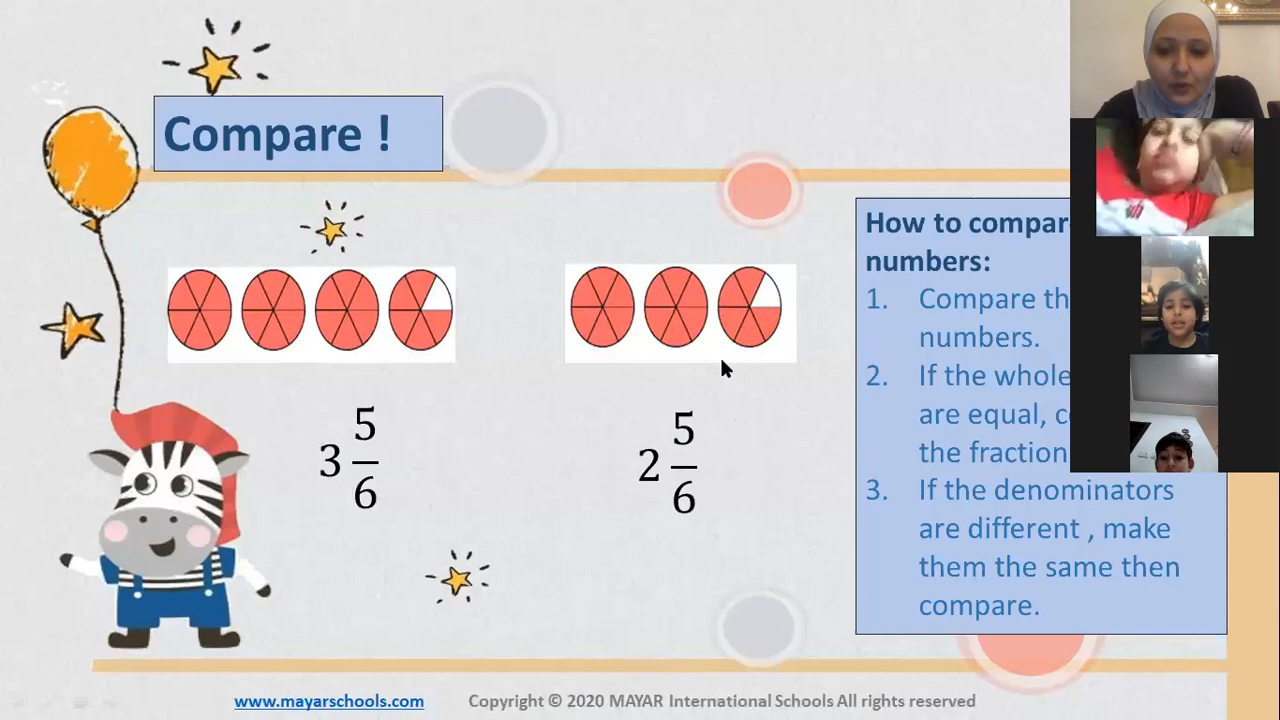 Compare !
3 5/6
2 5/6
How to compar
numbers:
1. Compare th
numbers.
2. If the whole
are equal, c
the fraction
3. If the denominators
are different , make
them the same then
compare.
www.mayarschools.com Copyright © 2020 MAYAR International Schools All rights reserved